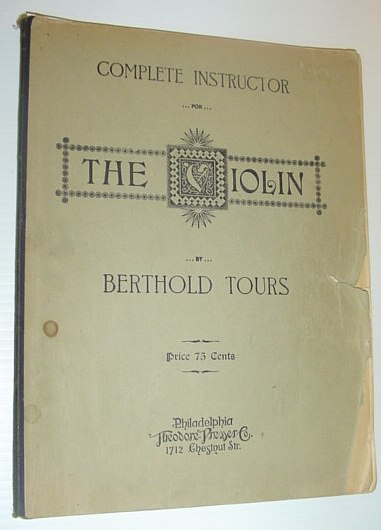 COMPLETE INSTRUCTOR
... FOR ...
THE VIOLIN
... BY ...
BERTHOLD TOURS
Price 75 Cents
Philadelphia
Theodore Presser Co.
1712 Chestnut Str.